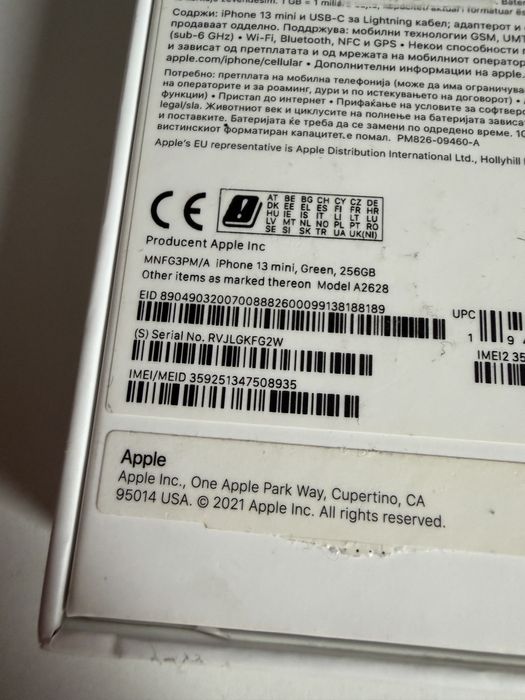 Содржи: iPhone 13 mini и USB-C за Lightning кабел; адаптерот и
продаваат одделно. Поддржува: мобилни технологии GSM, UMT
(sub-6 GHz) • Wi-Fi, Bluetooth, NFC и GPS • Некои способности
и зависат од претплатата и од мрежата на мобилниот оператор
apple.com/iphone/cellular • Дополнителни информации на apple.
Потребно: претплата на мобилна телефонија (може да има ограничува
на операторите и за роаминг, дури и по истекувањето на договорот) •
функции) • Пристап до интернет • Прифаќање на условите за софтвер
legal/sla. Животниот век и циклусите на полнење на батеријата зависа
и поставките. Батеријата ќе треба да се замени по одредено време. 10
вистинскиот форматиран капацитет.е помал. PM826-09460-A
Apple's EU representative is Apple Distribution International Ltd., Hollyhill
CE
AT BE BG CH CY CZ DE
DK EE EL ES FI FR HR
HU IE IS IT LI LT LU
LV MT NL NO PL PT RO
SE SI SK TR UA UK(NI)
Producent Apple Inc
MNFG3PM/A iPhone 13 mini, Green, 256GB
Other items as marked thereon Model A2628
EID 89049032007008882600099138188189
UPC
1 9 4
(S) Serial No. RVJLGKFG2W
IMEI2 35
IMEI/MEID 359251347508935
Apple
Apple Inc., One Apple Park Way, Cupertino, CA
95014 USA. © 2021 Apple Inc. All rights reserved.